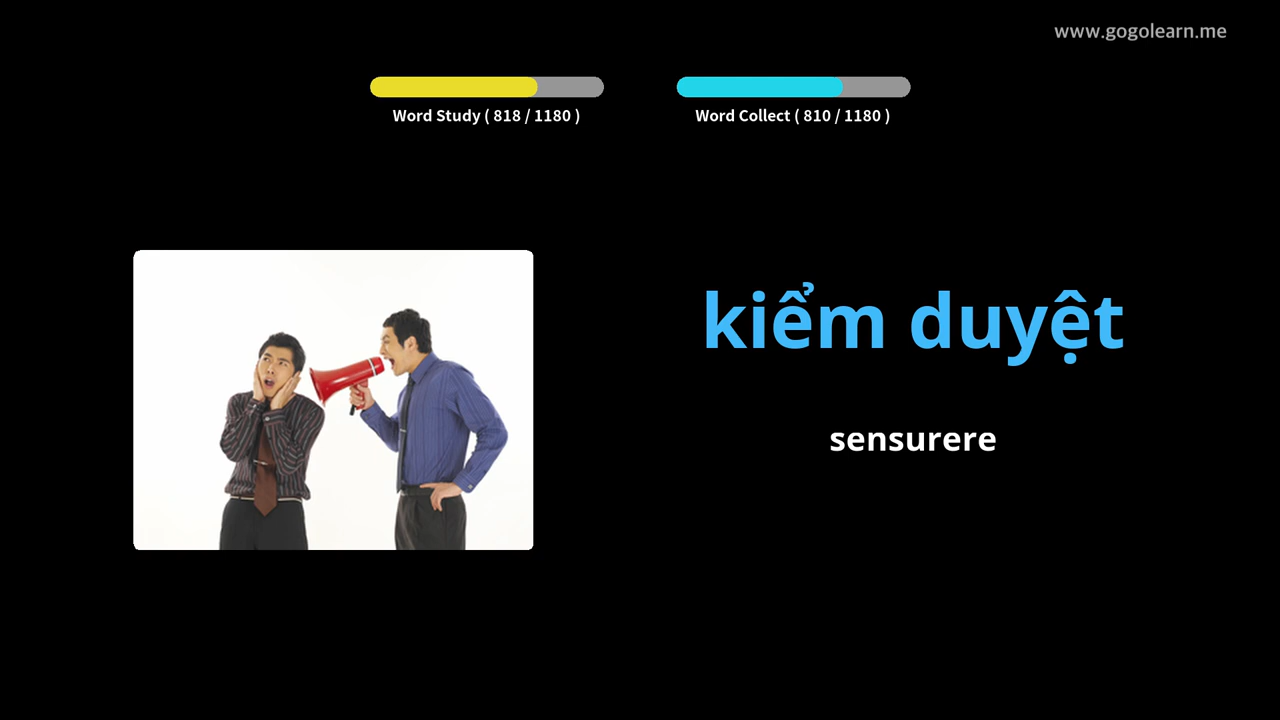 www.gogolearn.me
Word Study ( 818 / 1180 )
Word Collect ( 810 / 1180 )
kiểm duyệt
sensurere